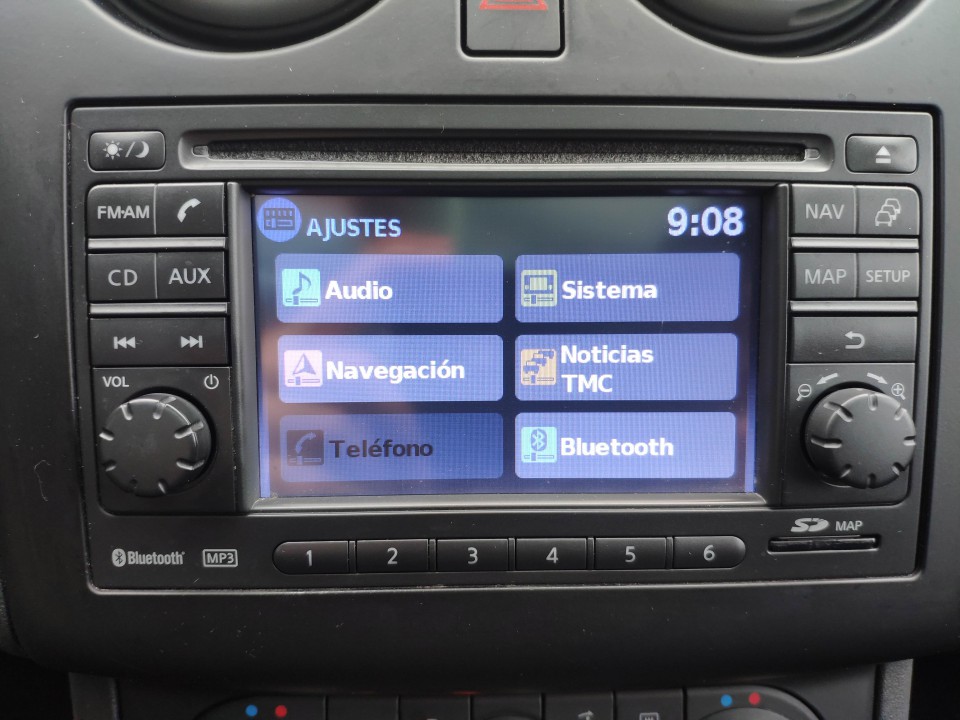 FM·AM
CD AUX
VOL
AJUSTES 9:08
Audio
Sistema
Navegación
Noticias
TMC
Teléfono
Bluetooth
NAV
MAP SETUP
Bluetooth MP3
1 2 3 4 5 6
SD MAP